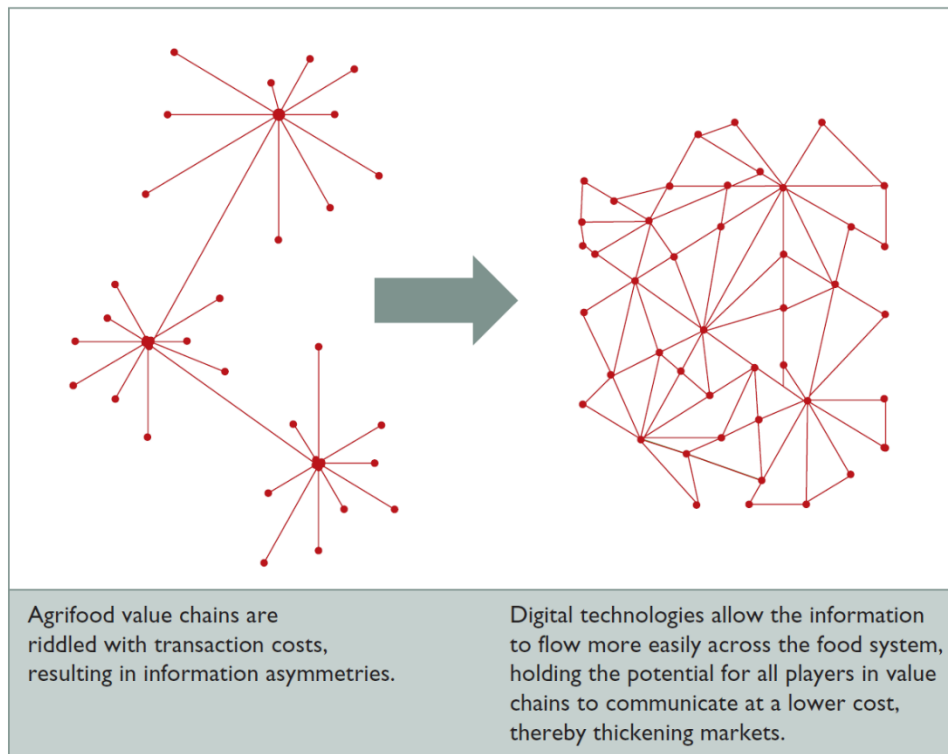 Agrifood value chains are
riddled with transaction costs,
resulting in information asymmetries.
Digital technologies allow the information
to flow more easily across the food system,
holding the potential for all players in value
chains to communicate at a lower cost,
thereby thickening markets.